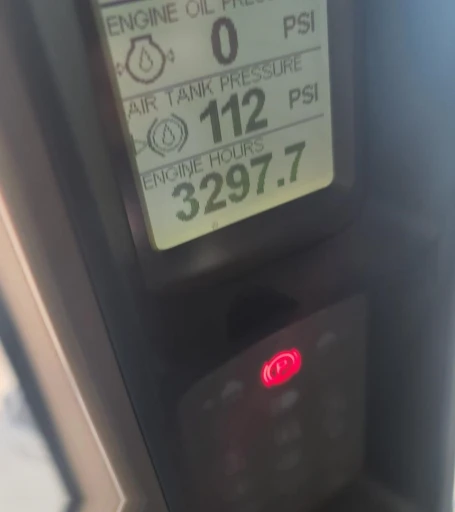 ENGINE OIL PRESSURE
0 PSI
AIR TANK PRESSURE
112 PSI
ENGINE HOURS
3297.7
P